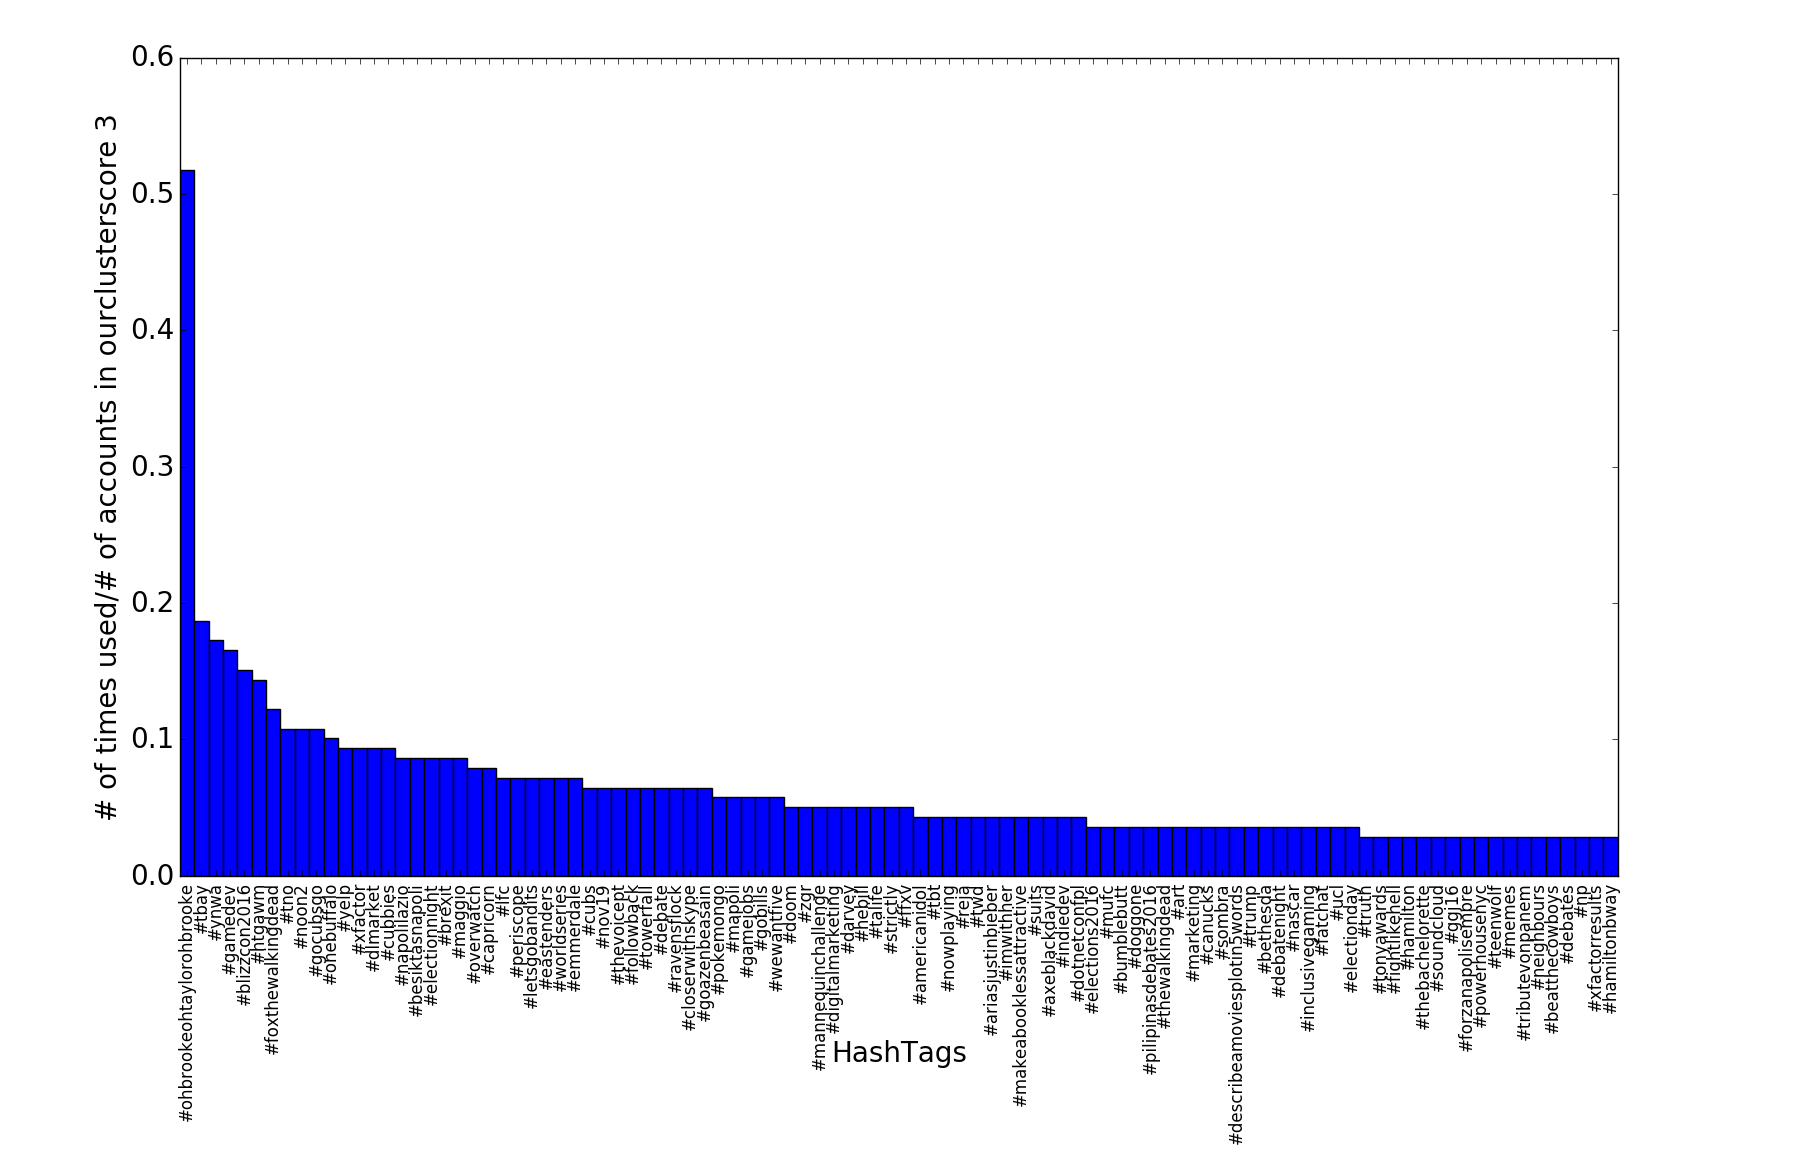 # of times used/# of accounts in ourclusterscore 3
0.6
0.5
0.4
0.3
0.2
0.1
0.0
#ohbrookeohtaylorohbrooke
#tbay
#ynwa
#gamedev
#blizzcon2016
#htgawm
#foxthewalkingdead
#tno
#noon2
#gocubsgo
#onebuffalo
#yelp
#xfactor
#dllmarket
#cubbies
#napolilazio
#besiktasnapoli
#electionnight
#brexit
#maggio
#overwatch
#capricorn
#lfc
#periscope
#letsgobandits
#eastenders
#worldseries
#emmerdale
#cubs
#nov19
#thevoicept
#followback
#towerfall
#debate
#ravensflock
#closerwithskype
#goazenbeasain
#pokemongo
#mapoli
#gamejobs
#gobills
#wewantfive
#doom
#zgr
#mannequinchallenge
#digitalmarketing
#darvey
#hebill
#tallfe
#strictly
#ffxv
#americanidol
#tbt
#nowplaying
#reja
#twd
#ariasjustinbieber
#imwithher
#makeabooklessattractive
#suits
#axeblackdavid
#indiedev
#dotnetconfpl
#elections2016
#mufc
#bumblebutt
#doggone
#pilipinasdebates2016
#thewalkingdead
#art
#marketing
#canucks
#sombra
#describeamoviesplotin5words
#trump
#bethesda
#debatenight
#nascar
#inclusivegaming
#fatchat
#ucl
#electionday
#truth
#tonyawards
#fightlikehell
#hamilton
#thebachelorette
#soundcloud
#gigj16
#forzanapolisempre
#powerhousenyc
#teenwolf
#memes
#tributevonpanem
#neighbours
#beatthecowboys
#debates
#np
#xfactorresults
#hamiltonbway
HashTags